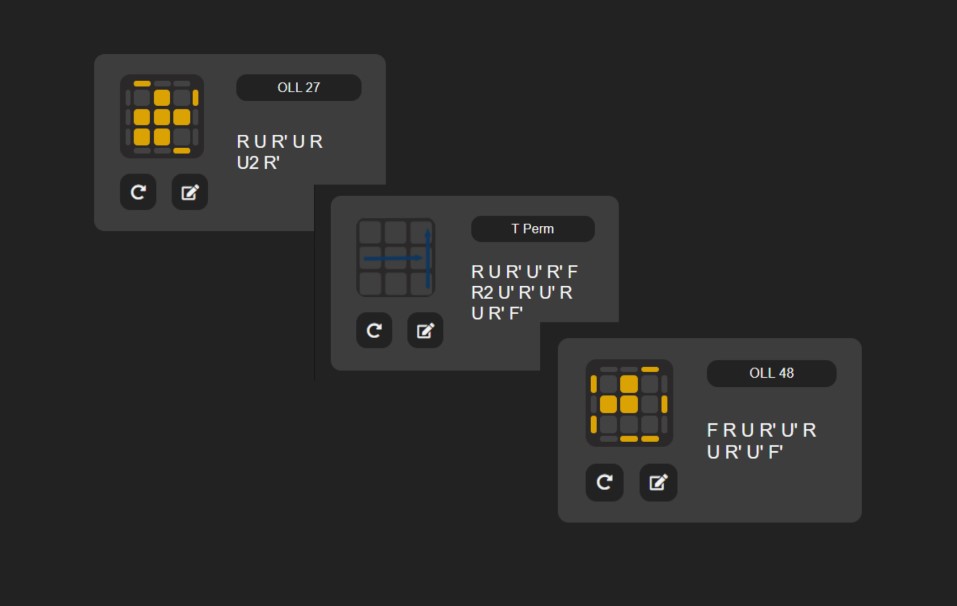 OLL 27
R U R' U R
U2 R'
T Perm
R U R' U' R' F
R2 U' R' U' R
U R' F'
OLL 48
F R U R' U' R
U R' U' F'